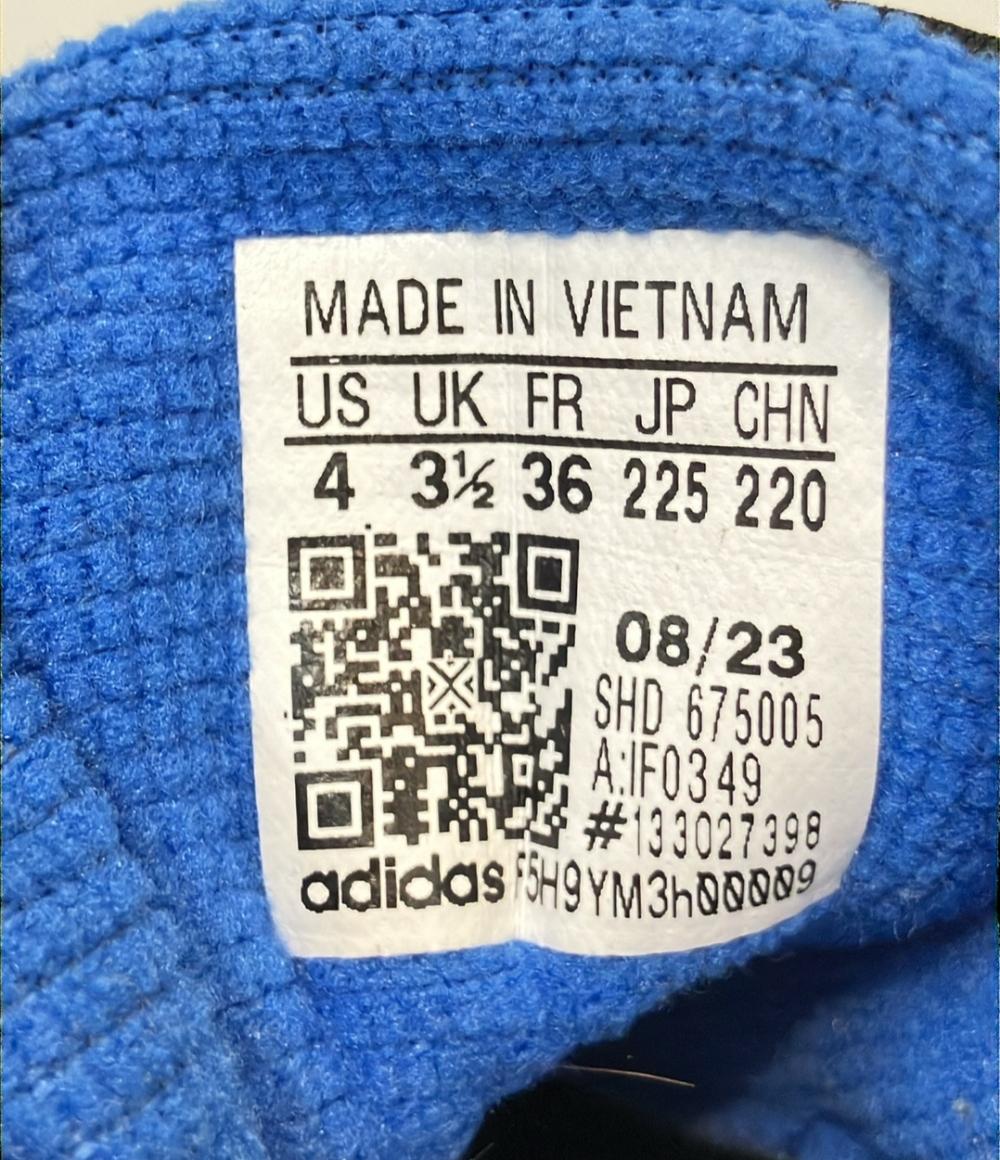 MADE IN VIETNAM
US UK FR JP CHN
4 3½ 36 225 220
08/23
SHD 675005
A:IF0349
#133027398
adidas F5H9YM3h00009